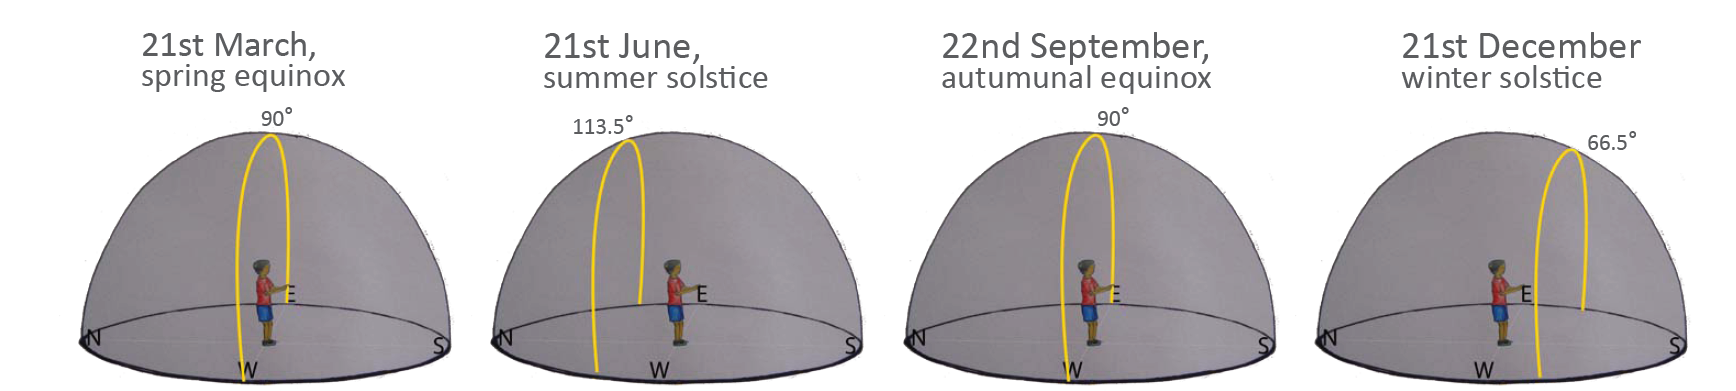 21st March,
spring equinox
90°
N
E
S
W
21st June,
summer solstice
113.5°
N
E
S
W
22nd September,
autumunal equinox
90°
N
E
S
W
21st December
winter solstice
66.5°
N
E
S
W